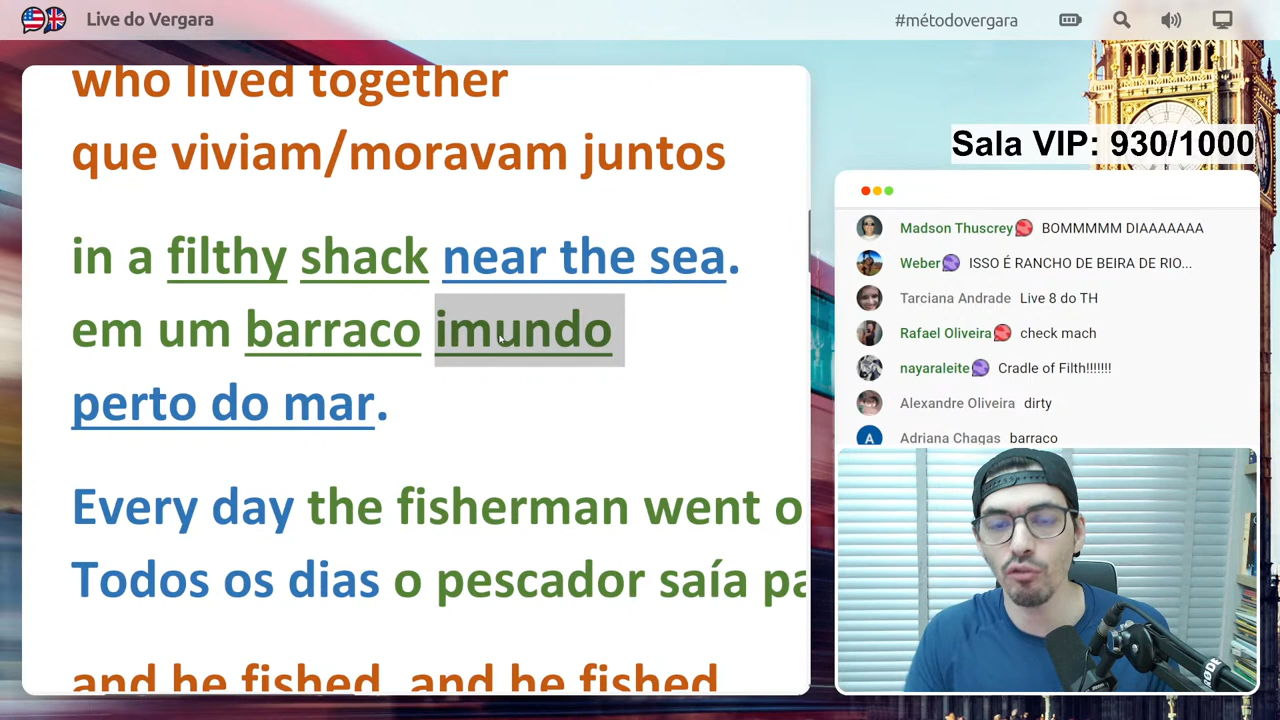 Live do Vergara
#métodovergara
who lived together
que viviam/moravam juntos
in a filthy shack near the sea.
em um barraco imundo
perto do mar.
Every day the fisherman went o
Todos os dias o pescador saía pa
and he fished, and he fished
Sala VIP: 930/1000
Madson Thuscrey BOMMMMM DIAAAAAAA
Weber ISSO É RANCHO DE BEIRA DE RIO...
Tarciana Andrade Live 8 do TH
Rafael Oliveira check mach
nayaraleite Cradle of Filth!!!!!!!
Alexandre Oliveira dirty
A Adriana Chagas barraco
RØDE